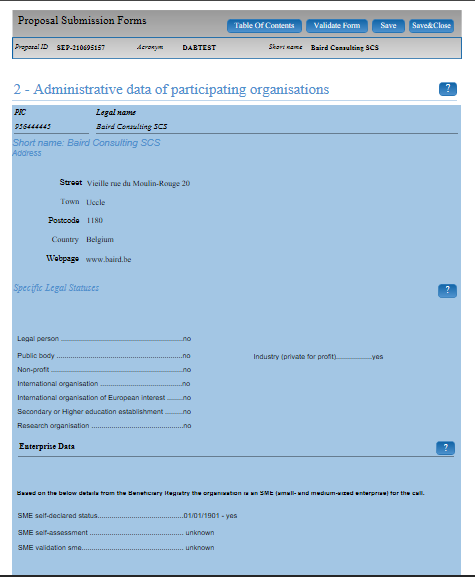 Proposal Submission Forms
Table Of Contents Validate Form Save Save&Close
Proposal ID SEP-210695157 Acronym DABTEST Short name Baird Consulting SCS
2 - Administrative data of participating organisations ?
PIC Legal name
956444445 Baird Consulting SCS
Short name: Baird Consulting SCS
Address
Street Vieille rue du Moulin-Rouge 20
Town Uccle
Postcode 1180
Country Belgium
Webpage www.baird.be
Specific Legal Statuses ?
Legal person ..........................................................no
Public body ............................................................no Industry (private for profit).................yes
Non-profit ..............................................................no
International organisation .......................................no
International organisation of European interest .......no
Secondary or Higher education establishment ........no
Research organisation ...........................................no
Enterprise Data ?
Based on the below details from the Beneficiary Registry the organisation is an SME (small- and medium-sized enterprise) for the call.
SME self-declared status.........................................01/01/1901 - yes
SME self-assessment ............................................. unknown
SME validation sme................................................. unknown